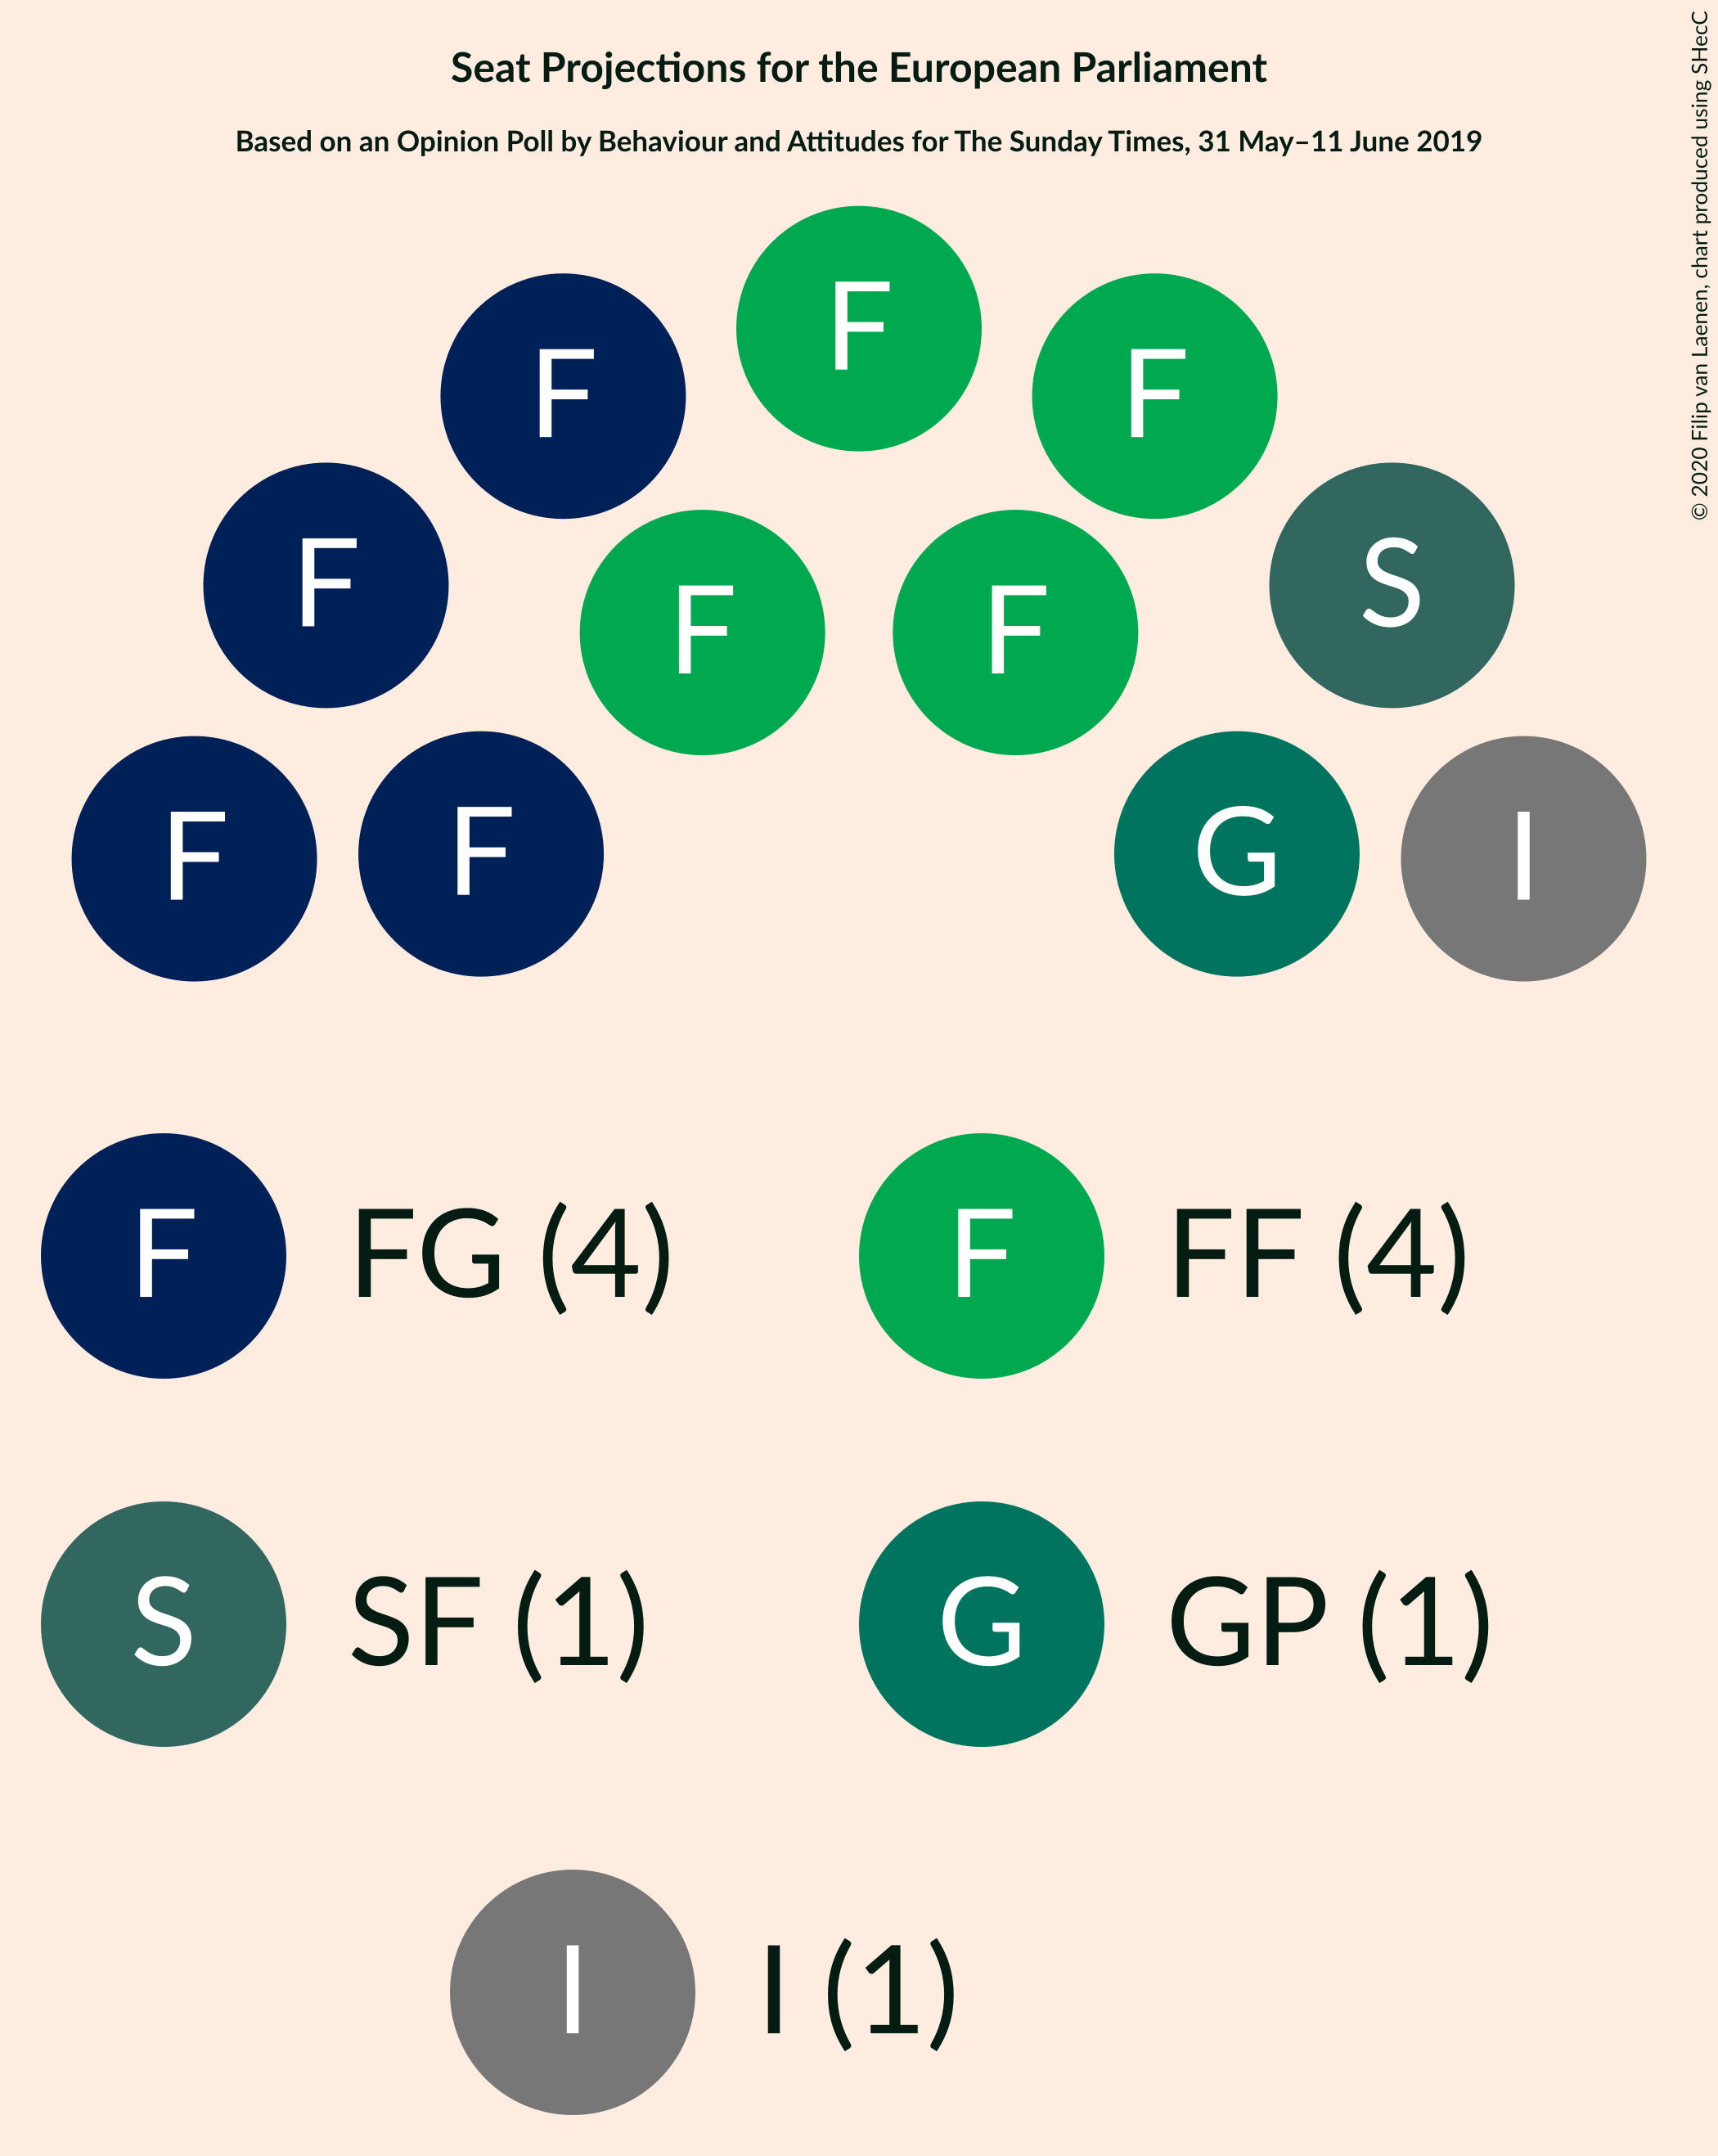 Seat Projections for the European Parliament
Based on an Opinion Poll by Behaviour and Attitudes for The Sunday Times, 31 May–11 June 2019
© 2020 Filip van Laenen, chart produced using SHecC
F
F
F
F
S
F
F
F
F
G
I
F FG (4)
F FF (4)
S SF (1)
G GP (1)
I I (1)